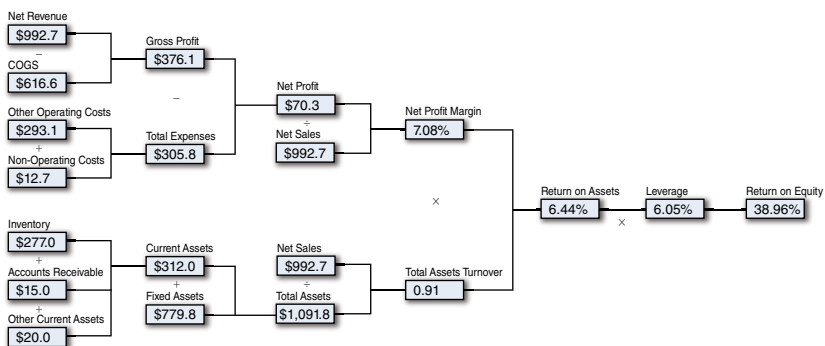 Net Revenue
$992.7
–
COGS
$616.6
Gross Profit
$376.1
–
Other Operating Costs
$293.1
+
Non-Operating Costs
$12.7
Total Expenses
$305.8
Net Profit
$70.3
÷
Net Sales
$992.7
Net Profit Margin
7.08%
×
Inventory
$277.0
+
Accounts Receivable
$15.0
+
Other Current Assets
$20.0
Current Assets
$312.0
+
Fixed Assets
$779.8
Net Sales
$992.7
÷
Total Assets
$1,091.8
Total Assets Turnover
0.91
Return on Assets
6.44%
×
Leverage
6.05%
Return on Equity
38.96%